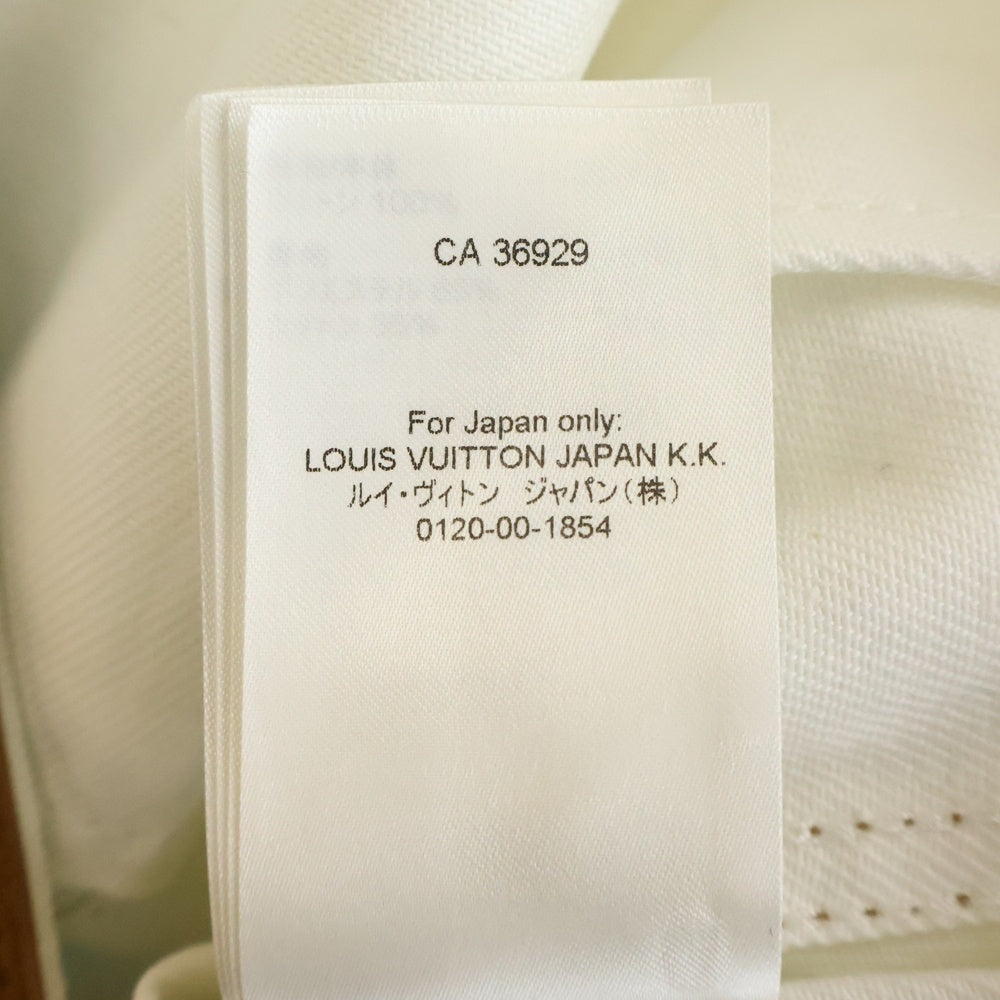 CA 36929
For Japan only:
LOUIS VUITTON JAPAN K.K.
ルイ・ヴィトン　ジャパン（株）
0120-00-1854